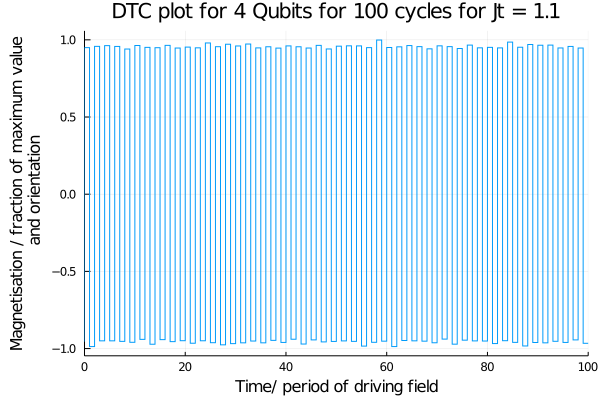 DTC plot for 4 Qubits for 100 cycles for Jt = 1.1
Magnetisation / fraction of maximum value
and orientation
1.0
0.5
0.0
−0.5
−1.0
0
20
40
60
80
100
Time/ period of driving field